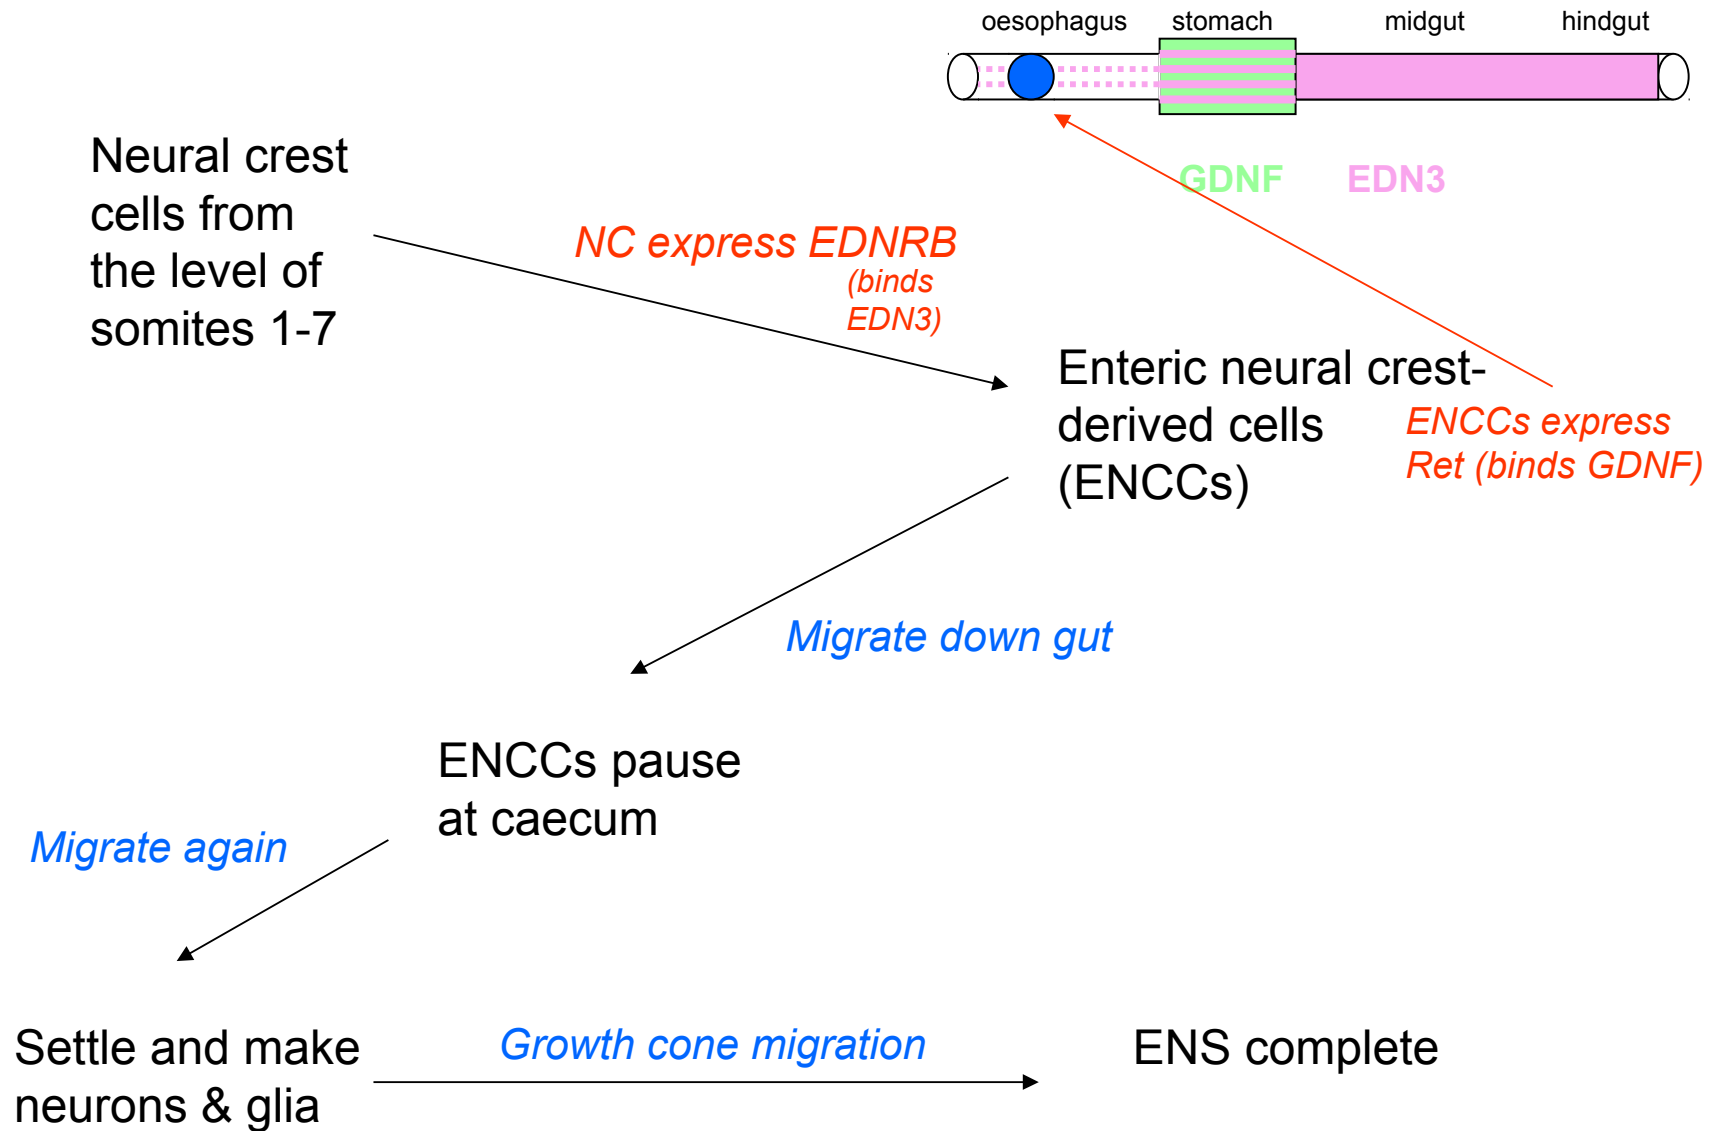 oesophagus stomach midgut hindgut
GDNF EDN3
Neural crest
cells from
the level of
somites 1-7
NC express EDNRB
(binds
EDN3)
Enteric neural crest-
derived cells
(ENCCs)
ENCCs express
Ret (binds GDNF)
Migrate down gut
ENCCs pause
at caecum
Migrate again
Settle and make
neurons & glia
Growth cone migration
ENS complete